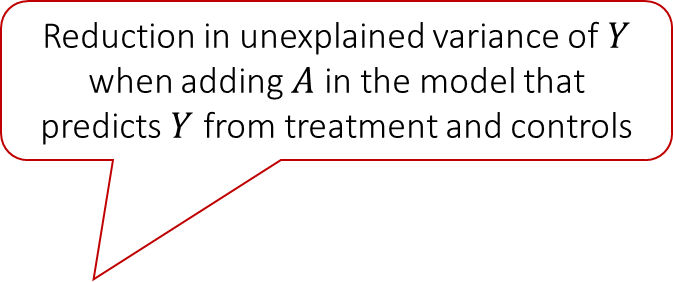 Reduction in unexplained variance of Y
when adding A in the model that
predicts Y from treatment and controls